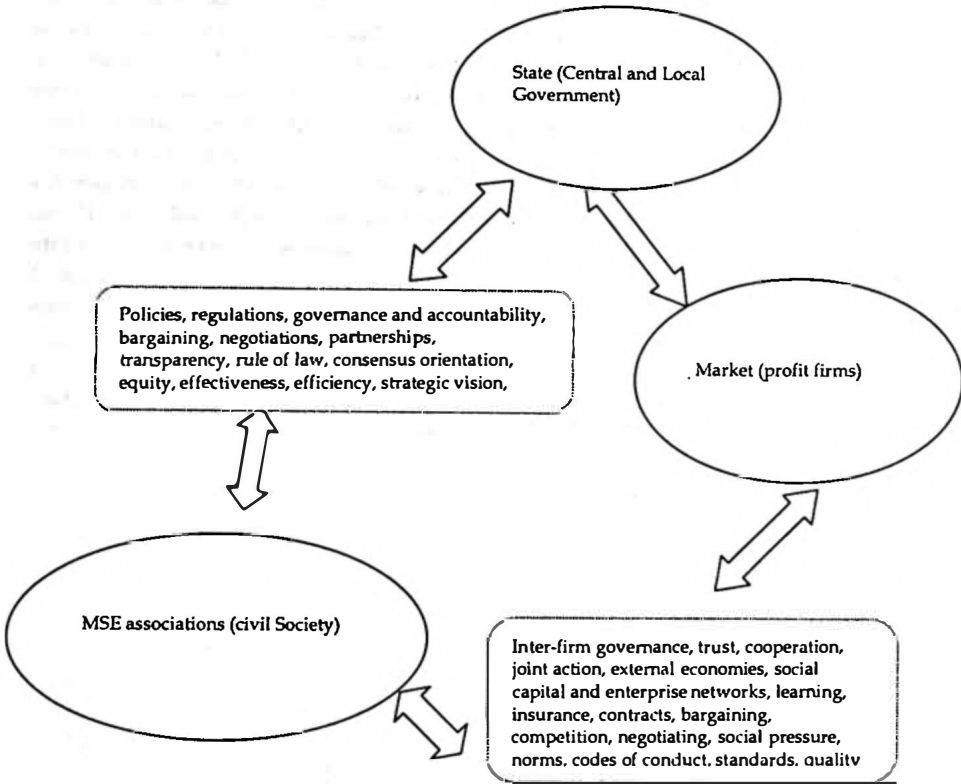 State (Central and Local
Government)
Policies, regulations, governance and accountability,
bargaining, negotiations, partnerships,
transparency, rule of law, consensus orientation,
equity, effectiveness, efficiency, strategic vision,
Market (profit firms)
MSE associations (civil Society)
Inter-firm governance, trust, cooperation,
joint action, external economies, social
capital and enterprise networks, learning,
insurance, contracts, bargaining,
competition, negotiating, social pressure,
norms, codes of conduct, standards, quality